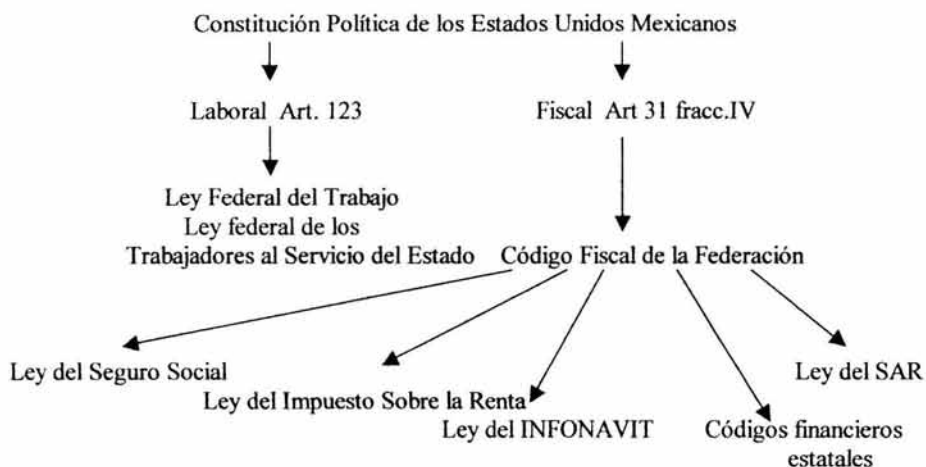 Constitución Política de los Estados Unidos Mexicanos
Laboral Art. 123
Fiscal Art 31 fracc.IV
Ley Federal del Trabajo
Ley federal de los
Trabajadores al Servicio del Estado
Código Fiscal de la Federación
Ley del Seguro Social
Ley del Impuesto Sobre la Renta
Ley del INFONAVIT
Códigos financieros
estatales
Ley del SAR